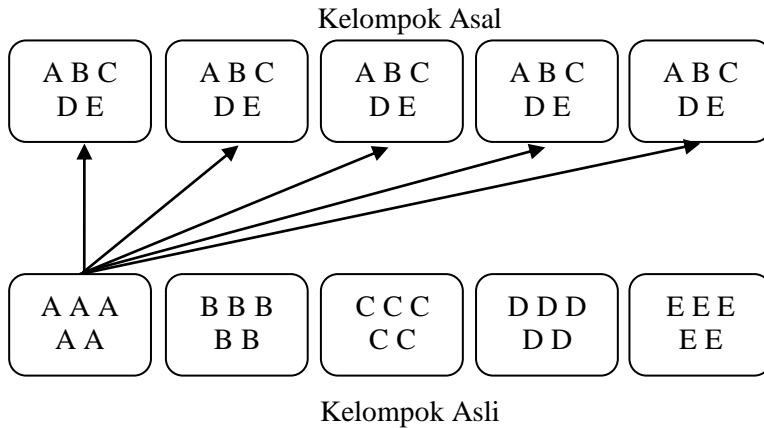 Kelompok Asal
A B C
D E
A B C
D E
A B C
D E
A B C
D E
A B C
D E
A A A
A A
B B B
B B
C C C
C C
D D D
D D
E E E
E E
Kelompok Asli